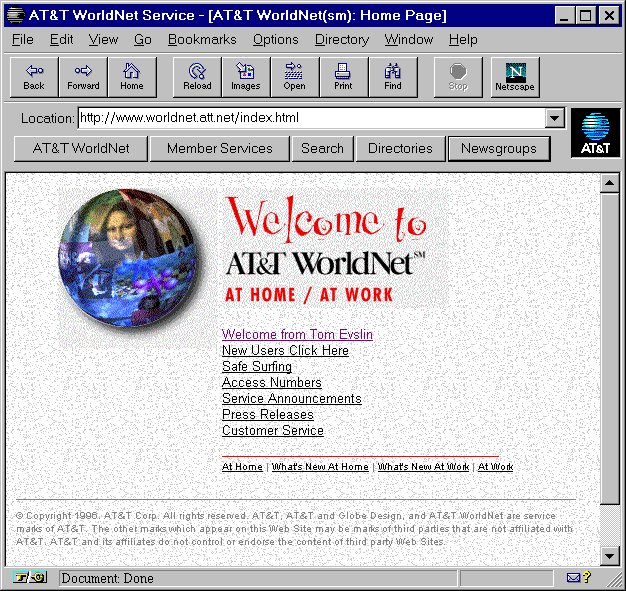 AT&T WorldNet Service - [AT&T WorldNet(sm): Home Page]
File Edit View Go Bookmarks Options Directory Window Help
Back Forward Home Reload Images Open Print Find Stop Netscape
Location: http://www.worldnet.att.net/index.html
AT&T WorldNet Member Services Search Directories Newsgroups
AT&T
Welcome to
AT&T WorldNet℠
AT HOME / AT WORK
Welcome from Tom Evslin
New Users Click Here
Safe Surfing
Access Numbers
Service Announcements
Press Releases
Customer Service
At Home | What's New At Home | What's New At Work | At Work
© Copyright 1996. AT&T Corp. All rights reserved. AT&T, AT&T and Globe Design, and AT&T WorldNet are service
marks of AT&T. The other marks which appear on this Web Site may be marks of third parties that are not affiliated with
AT&T. AT&T and its affiliates do not control or endorse the content of third party Web Sites.
Document: Done